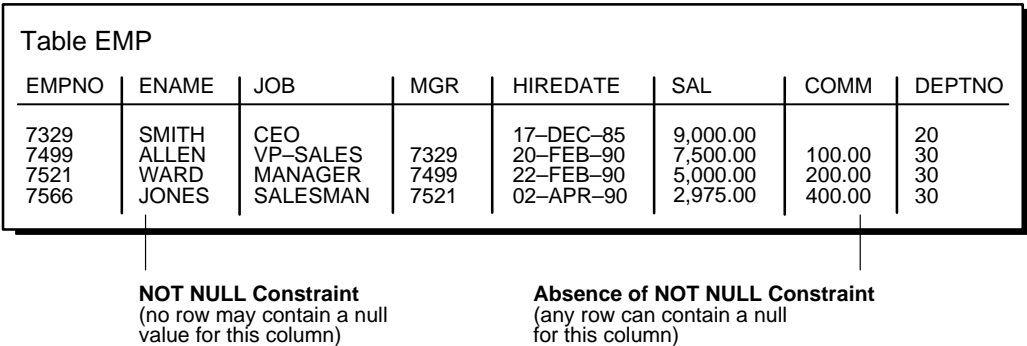 Table EMP
EMPNO ENAME JOB MGR HIREDATE SAL COMM DEPTNO
7329 SMITH CEO 17–DEC–85 9,000.00 20
7499 ALLEN VP–SALES 7329 20–FEB–90 7,500.00 100.00 30
7521 WARD MANAGER 7499 22–FEB–90 5,000.00 200.00 30
7566 JONES SALESMAN 7521 02–APR–90 2,975.00 400.00 30
NOT NULL Constraint
(no row may contain a null
value for this column)
Absence of NOT NULL Constraint
(any row can contain a null
for this column)